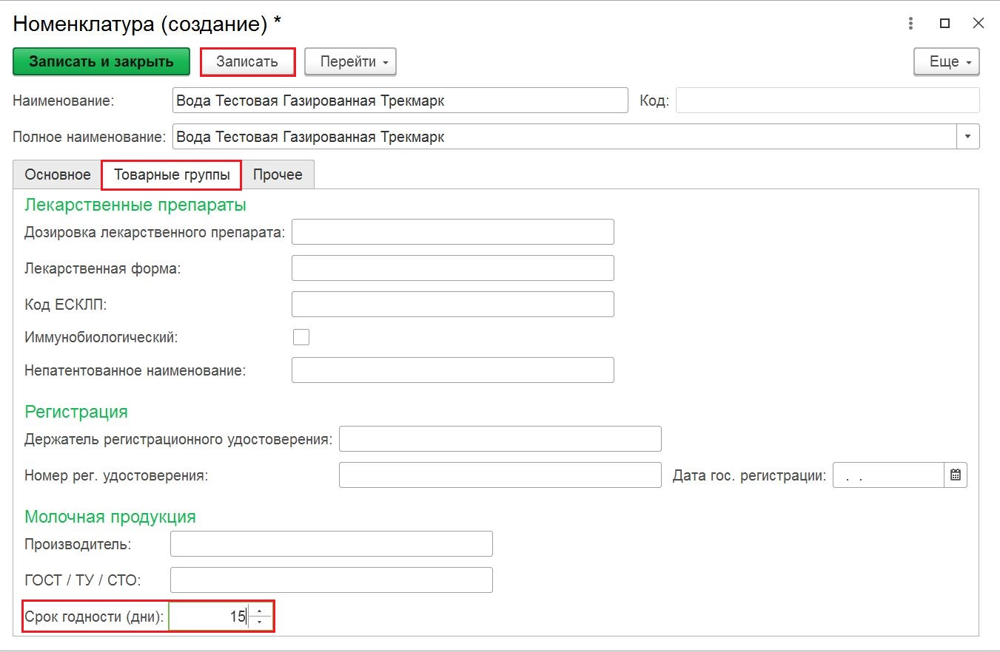 Номенклатура (создание) *
Записать и закрыть Записать Перейти Еще
Наименование: Вода Тестовая Газированная Трекмарк Код:
Полное наименование: Вода Тестовая Газированная Трекмарк
Основное Товарные группы Прочее
Лекарственные препараты
Дозировка лекарственного препарата:
Лекарственная форма:
Код ЕСКЛП:
Иммунобиологический:
Непатентованное наименование:
Регистрация
Держатель регистрационного удостоверения:
Номер рег. удостоверения: Дата гос. регистрации: . .
Молочная продукция
Производитель:
ГОСТ / ТУ / СТО:
Срок годности (дни): 15